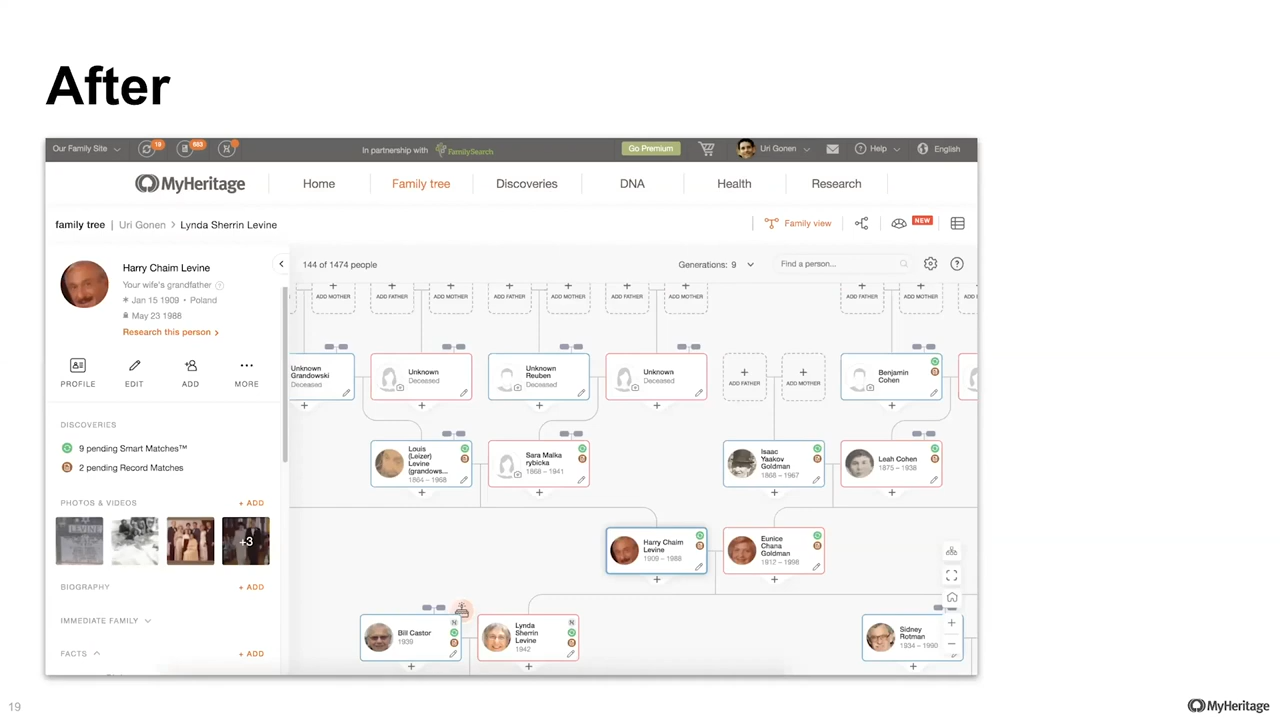 After
Our Family Site
19
683
In partnership with FamilySearch
Go Premium
Uri Gonen
Help
English
MyHeritage
Home
Family tree
Discoveries
DNA
Health
Research
family tree | Uri Gonen > Lynda Sherrin Levine
Family view
NEW
Harry Chaim Levine
Your wife's grandfather
Jan 15 1909 • Poland
May 23 1988
Research this person >
PROFILE
EDIT
ADD
MORE
DISCOVERIES
9 pending Smart Matches™
2 pending Record Matches
PHOTOS & VIDEOS
+ ADD
LEVINE
+3
BIOGRAPHY
+ ADD
IMMEDIATE FAMILY
FACTS
+ ADD
144 of 1474 people
Generations: 9
Find a person...
ADD MOTHER
ADD FATHER
ADD MOTHER
ADD FATHER
ADD MOTHER
ADD FATHER
ADD MOTHER
ADD FATHER
ADD MOTHER
Unknown
Grandowski
Deceased
Unknown
Deceased
Unknown
Reuben
Deceased
Unknown
Deceased
ADD FATHER
ADD MOTHER
Benjamin
Cohen
Louis
(Leizer)
Levine
(grandows...
1864 – 1968
Sara Malka
rybicka
1868 – 1941
Isaac
Yaakov
Goldman
1868 – 1967
Leah Cohen
1875 – 1938
Harry Chaim
Levine
1909 – 1988
Eunice
Chana
Goldman
1912 – 1998
Bill Castor
1939
Lynda
Sherrin
Levine
1942
Sidney
Rotman
1934 – 1990
19
MyHeritage